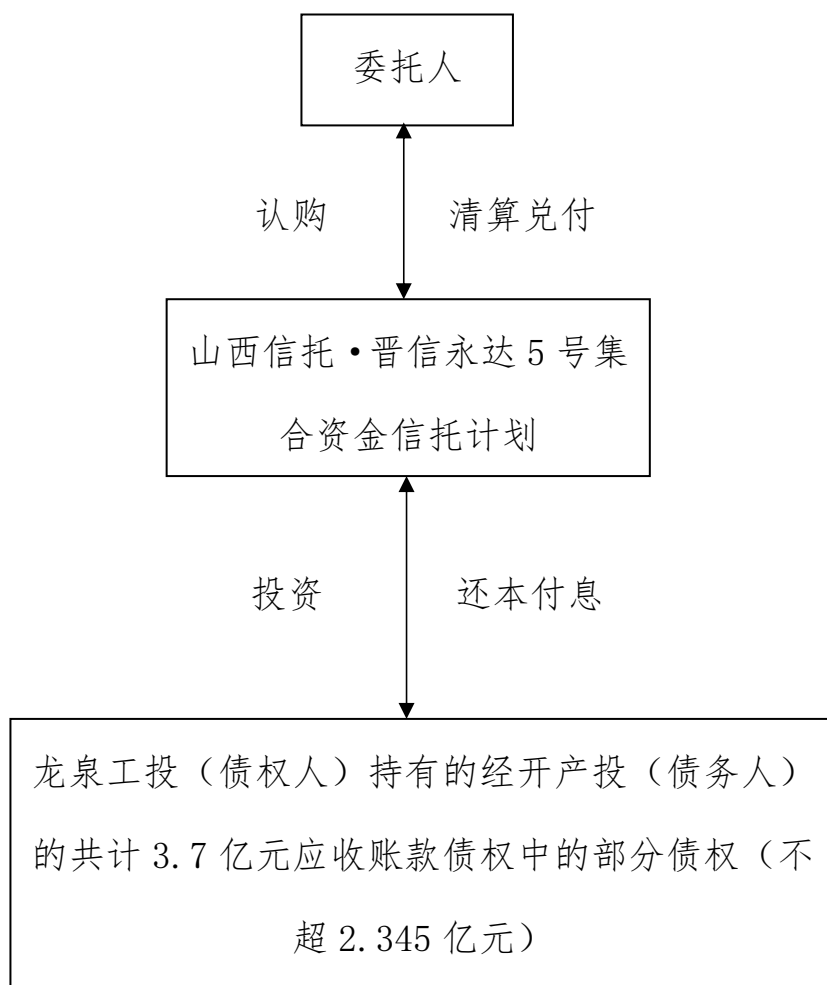 委托人
认购 清算兑付
山西信托·晋信永达 5 号集
合资金信托计划
投资 还本付息
龙泉工投（债权人）持有的经开产投（债务人）
的共计 3.7 亿元应收账款债权中的部分债权（不
超 2.345 亿元）